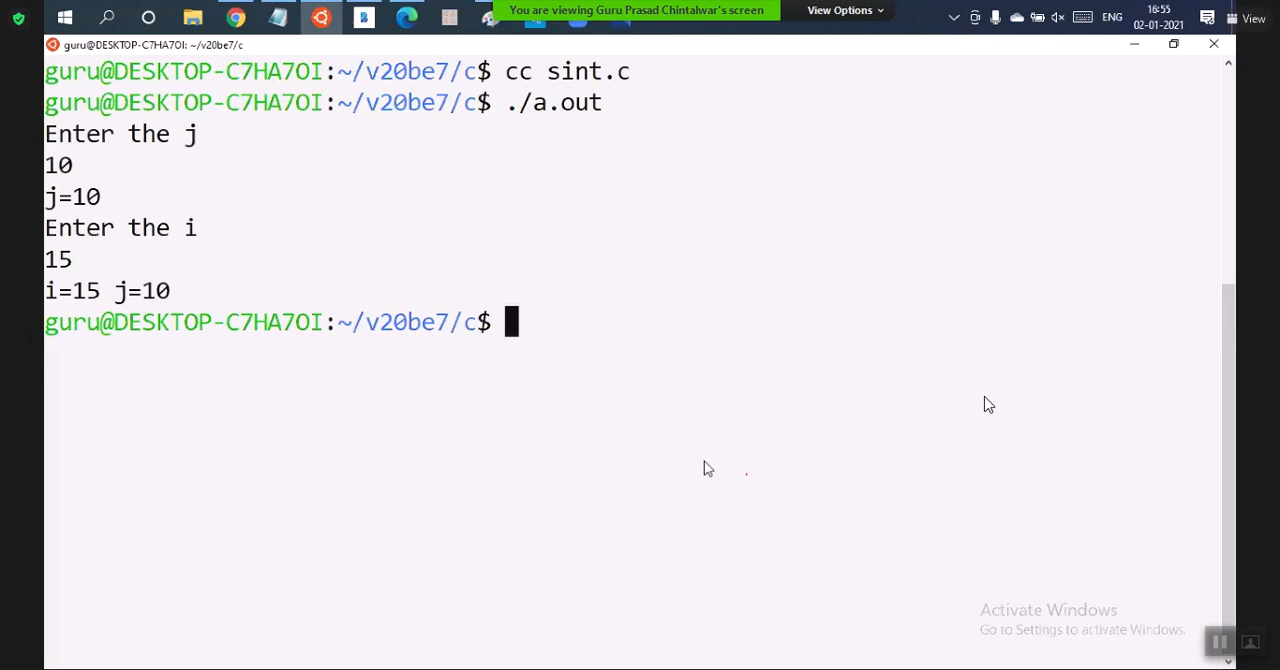 You are viewing Guru Prasad Chintalwar's screen
View Options
ENG
16:55
02-01-2021
View
guru@DESKTOP-C7HA7OI: ~/v20be7/c
guru@DESKTOP-C7HA7OI:~/v20be7/c$ cc sint.c
guru@DESKTOP-C7HA7OI:~/v20be7/c$ ./a.out
Enter the j
10
j=10
Enter the i
15
i=15 j=10
guru@DESKTOP-C7HA7OI:~/v20be7/c$
Activate Windows
Go to Settings to activate Windows.